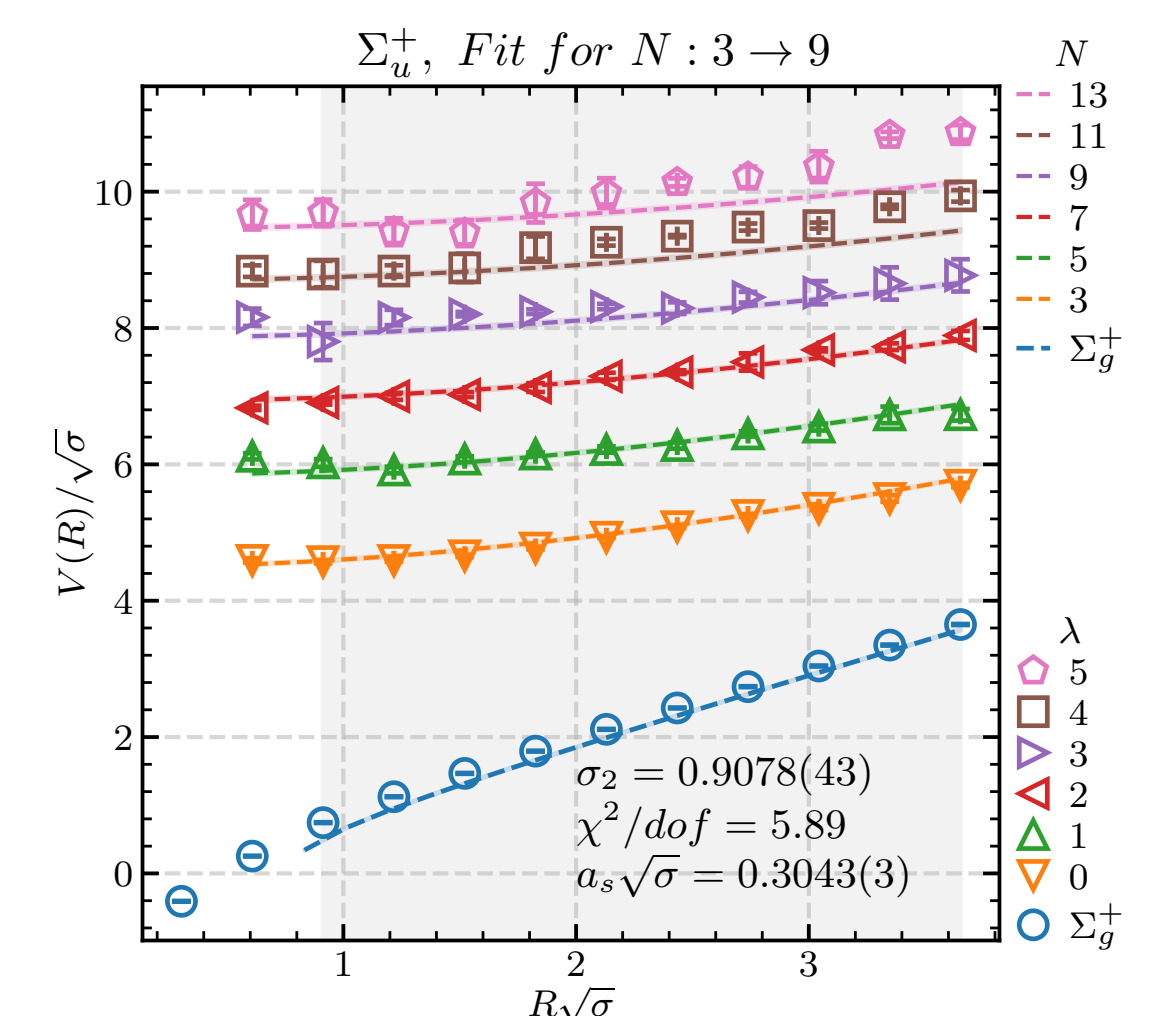 Σ_u^+, Fit for N : 3 → 9
V(R)/√σ
10
8
6
4
2
0
1
2
3
R√σ
σ_2 = 0.9078(43)
χ^2/dof = 5.89
a_s√σ = 0.3043(3)
N
13
11
9
7
5
3
Σ_g^+
λ
5
4
3
2
1
0
Σ_g^+